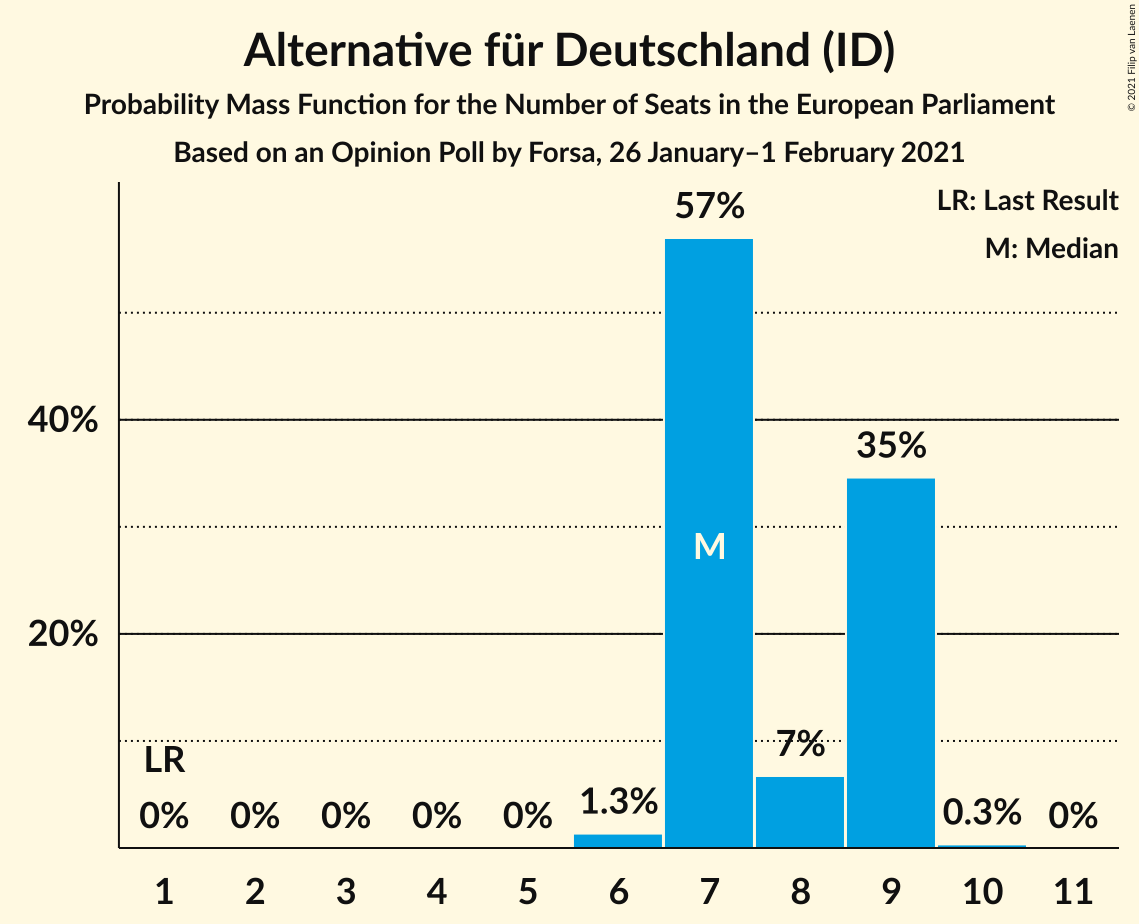 Alternative für Deutschland (ID)
Probability Mass Function for the Number of Seats in the European Parliament
Based on an Opinion Poll by Forsa, 26 January–1 February 2021
© 2021 Filip van Laenen
LR: Last Result
M: Median
57%
40%
35%
M
20%
LR
7%
0% 0% 0% 0% 0% 1.3% 0.3% 0%
1 2 3 4 5 6 7 8 9 10 11